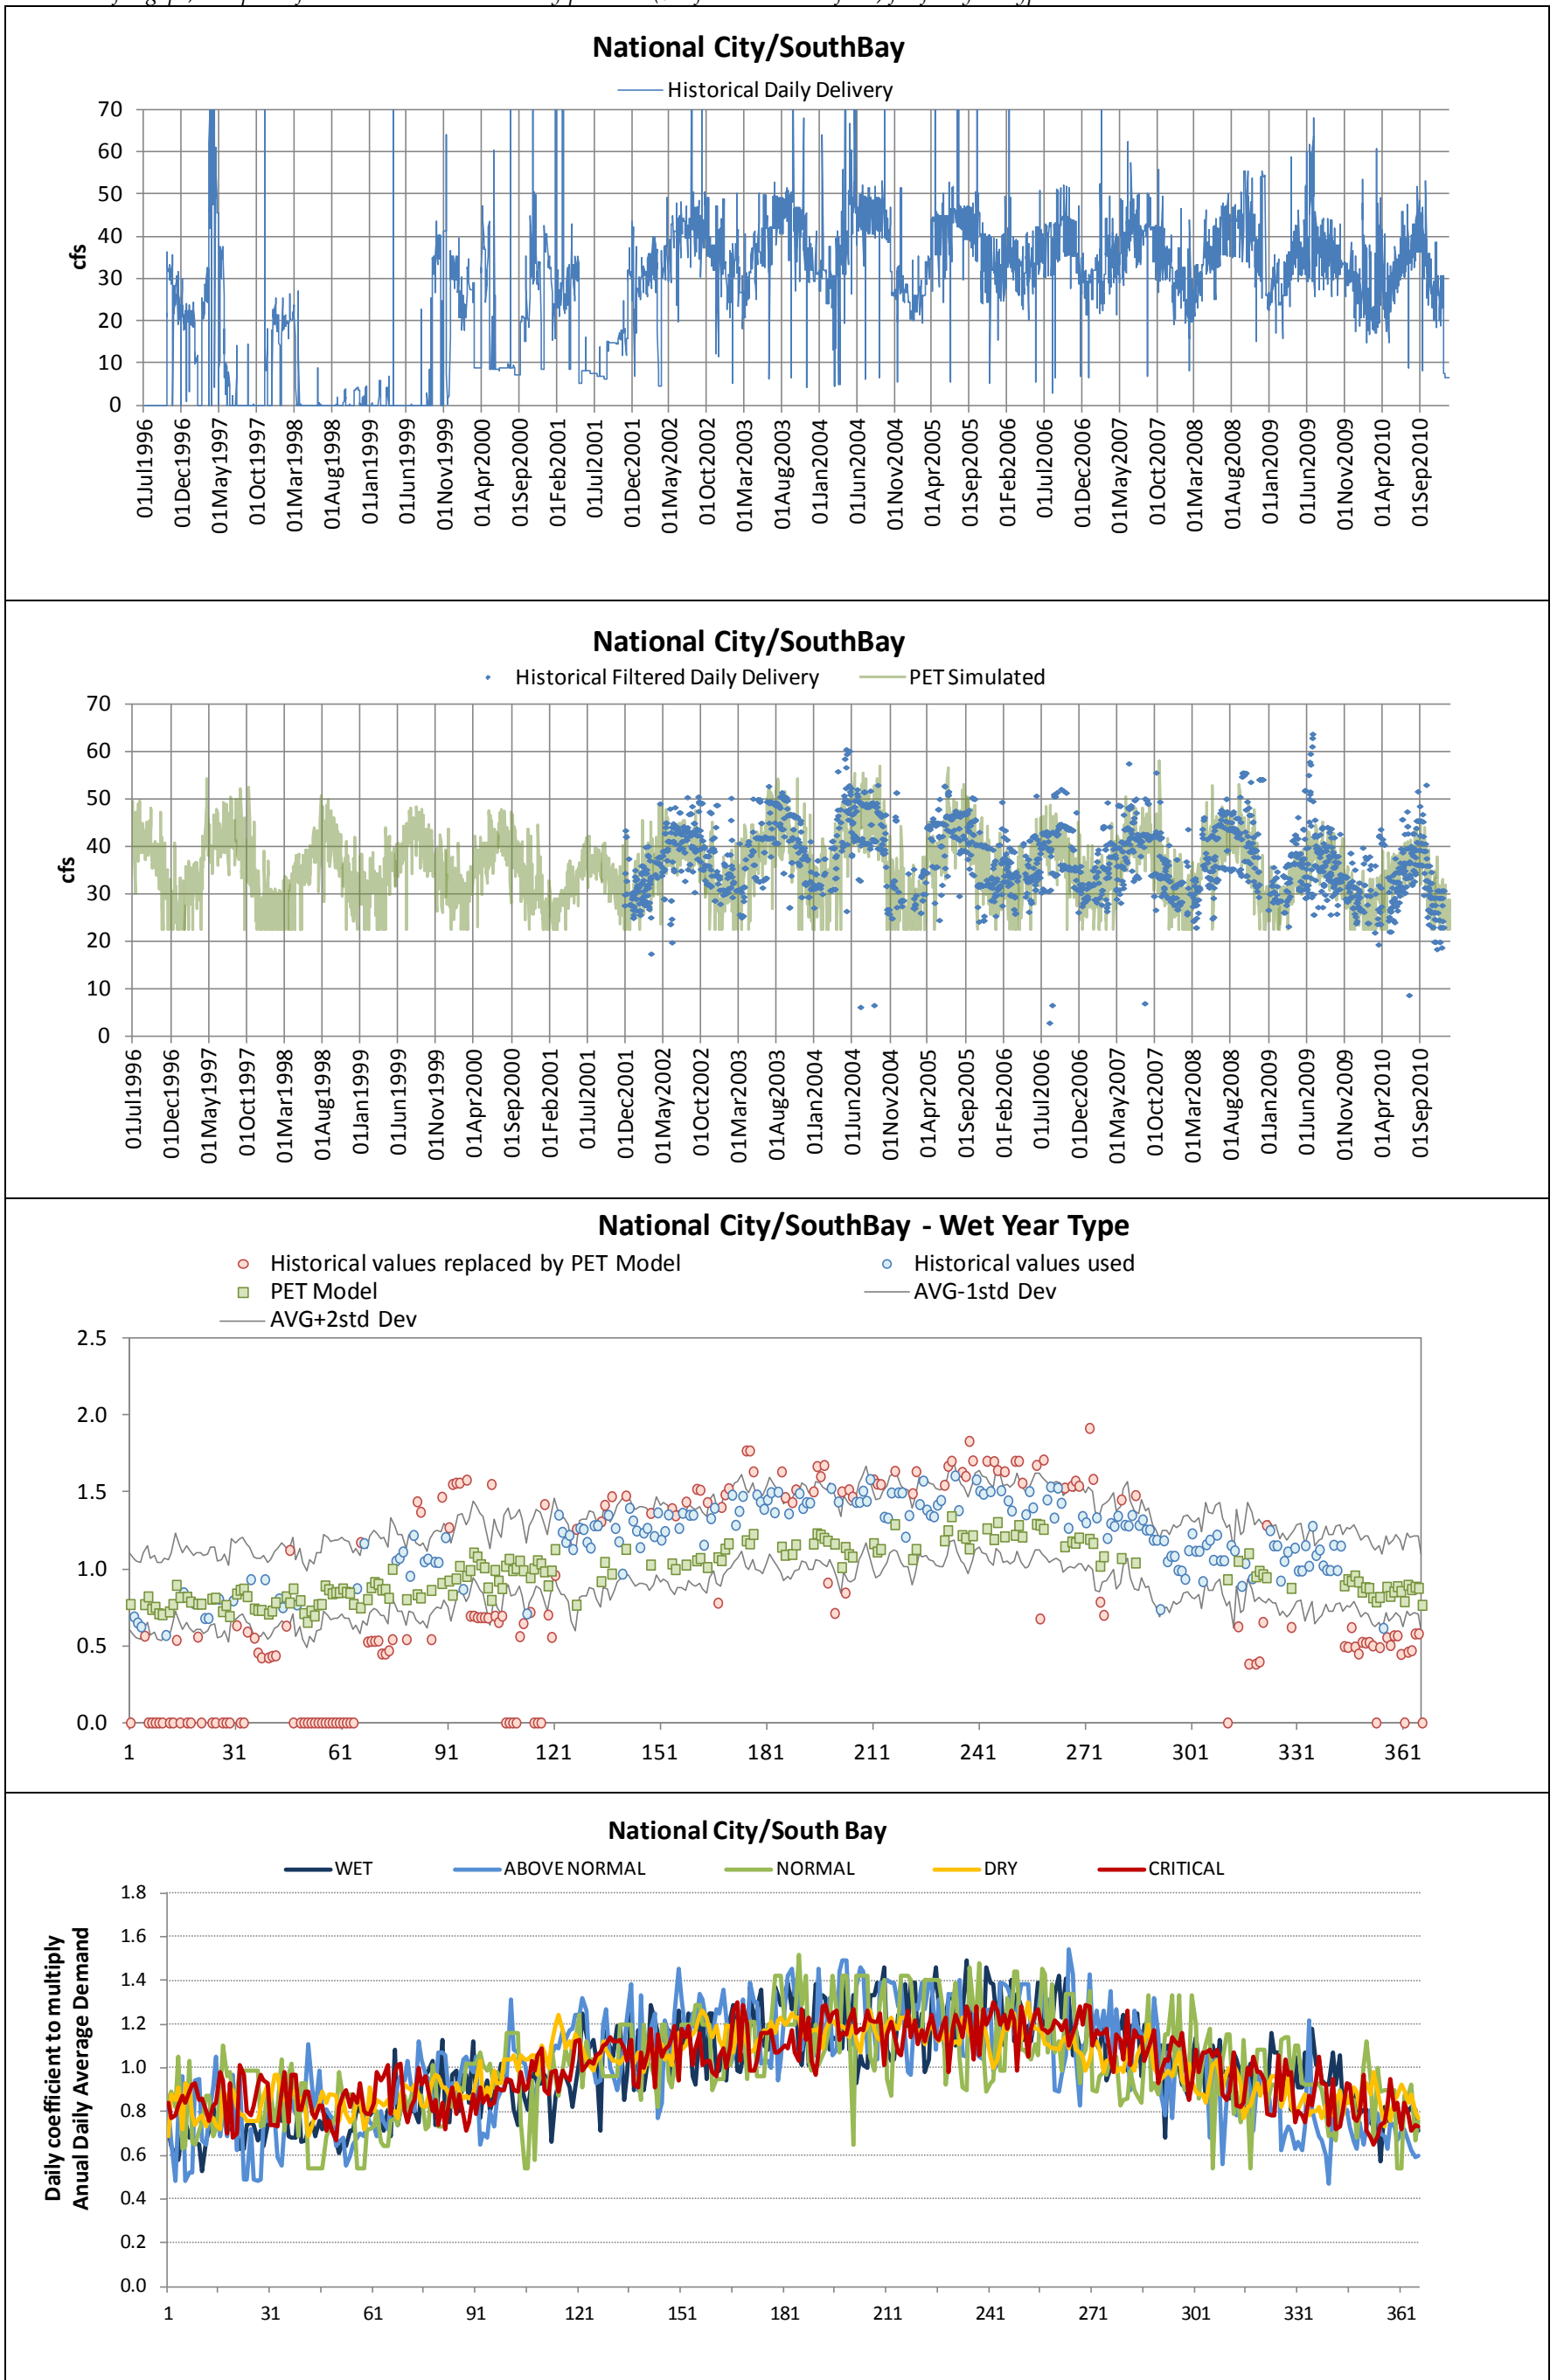 National City/SouthBay
Historical Daily Delivery
70
60
50
40
30
20
10
0
cfs
01Jul1996
01Dec1996
01May1997
01Oct1997
01Mar1998
01Aug1998
01Jan1999
01Jun1999
01Nov1999
01Apr2000
01Sep2000
01Feb2001
01Jul2001
01Dec2001
01May2002
01Oct2002
01Mar2003
01Aug2003
01Jan2004
01Jun2004
01Nov2004
01Apr2005
01Sep2005
01Feb2006
01Jul2006
01Dec2006
01May2007
01Oct2007
01Mar2008
01Aug2008
01Jan2009
01Jun2009
01Nov2009
01Apr2010
01Sep2010
National City/SouthBay
Historical Filtered Daily Delivery PET Simulated
70
60
50
40
30
20
10
0
cfs
01Jul1996
01Dec1996
01May1997
01Oct1997
01Mar1998
01Aug1998
01Jan1999
01Jun1999
01Nov1999
01Apr2000
01Sep2000
01Feb2001
01Jul2001
01Dec2001
01May2002
01Oct2002
01Mar2003
01Aug2003
01Jan2004
01Jun2004
01Nov2004
01Apr2005
01Sep2005
01Feb2006
01Jul2006
01Dec2006
01May2007
01Oct2007
01Mar2008
01Aug2008
01Jan2009
01Jun2009
01Nov2009
01Apr2010
01Sep2010
National City/SouthBay - Wet Year Type
Historical values replaced by PET Model Historical values used
PET Model AVG-1std Dev
AVG+2std Dev
2.5
2.0
1.5
1.0
0.5
0.0
1 31 61 91 121 151 181 211 241 271 301 331 361
National City/South Bay
WET ABOVE NORMAL NORMAL DRY CRITICAL
Daily coefficient to multiply
Anual Daily Average Demand
1.8
1.6
1.4
1.2
1.0
0.8
0.6
0.4
0.2
0.0
1 31 61 91 121 151 181 211 241 271 301 331 361